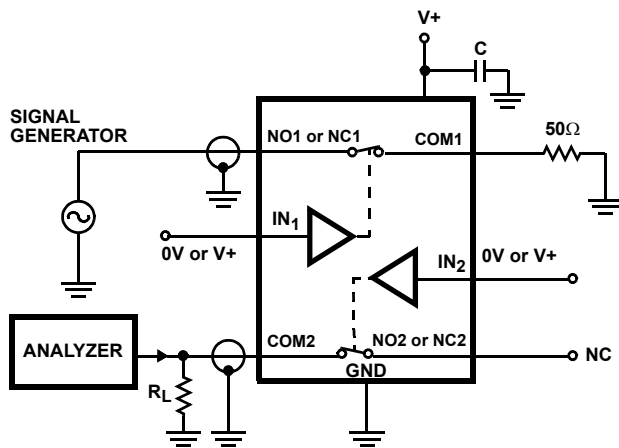 V+
C
SIGNAL
GENERATOR
NO1 or NC1
COM1
50Ω
IN1
0V or V+
IN2
0V or V+
ANALYZER
COM2
NO2 or NC2
NC
GND
RL